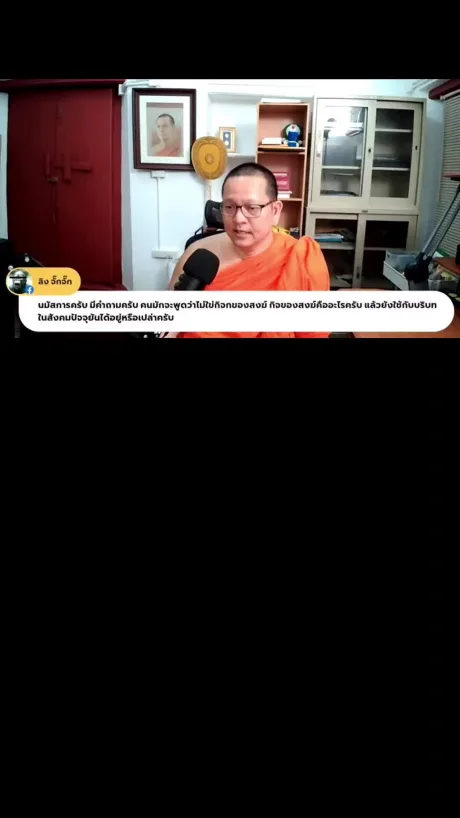 ลิง จั๊กจั๊ก
นมัสการครับ มีคำถามครับ คนมักจะพูดว่าไม่ใช่กิจของสงฆ์ กิจของสงฆ์คืออะไรครับ แล้วยังใช้กับบริบท
ในสังคมปัจจุบันได้อยู่หรือเปล่าครับ